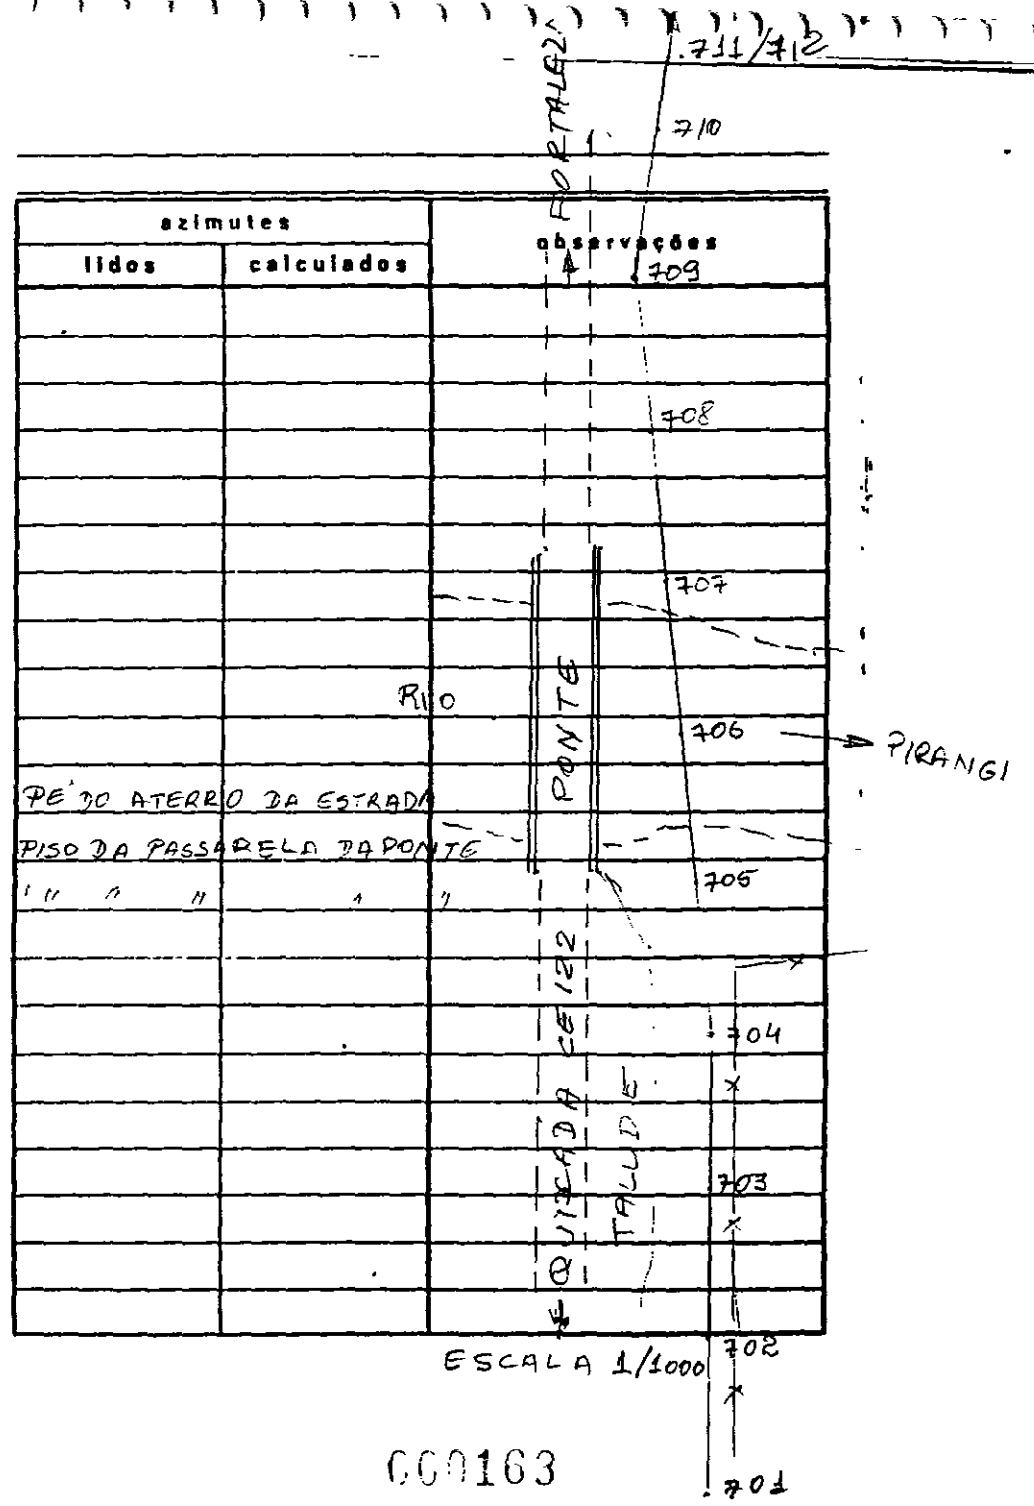 711/712
FORTALEZA
710
azimutes
observações
lidos
calculados
709
708
707
RIO
PONTE
706
PIRANGI
PÉ DO ATERRO DA ESTRADA
PISO DA PASSARELA DA PONTE
" " " " "
705
704
QUIXADA CE 122
TALUDE
703
702
ESCALA 1/1000
701
000163